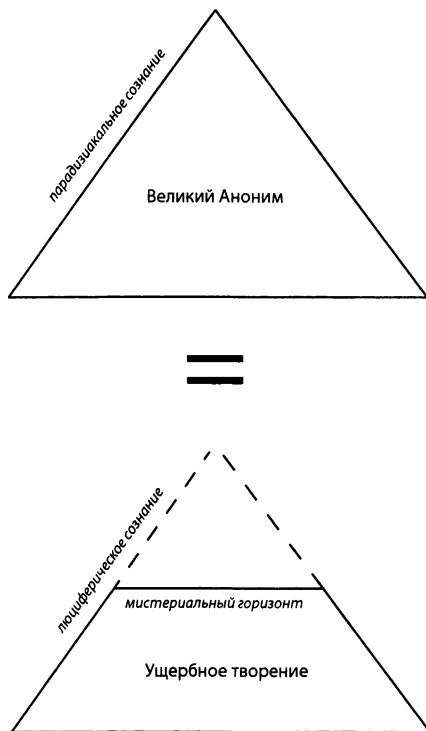 парадизиакальное сознание
Великий Аноним
=
люциферическое сознание
мистериальный горизонт
Ущербное творение